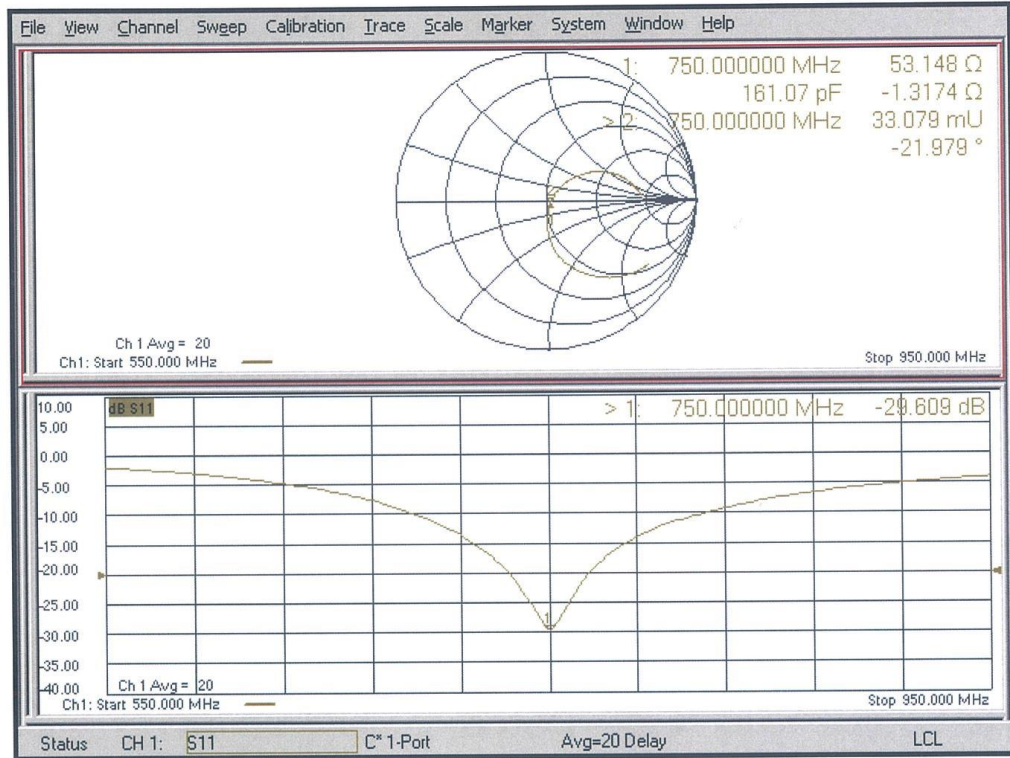 File View Channel Sweep Calibration Trace Scale Marker System Window Help
1: 750.000000 MHz 53.148 Ω
161.07 pF -1.3174 Ω
> 2: 750.000000 MHz 33.079 mU
-21.979 °
Ch 1 Avg = 20
Ch1: Start 550.000 MHz
Stop 950.000 MHz
10.00
dB S11
> 1: 750.000000 MHz -29.609 dB
5.00
0.00
-5.00
-10.00
-15.00
-20.00
-25.00
1
-30.00
-35.00
-40.00
Ch 1 Avg = 20
Ch1: Start 550.000 MHz
Stop 950.000 MHz
Status CH 1: S11 C* 1-Port Avg=20 Delay LCL